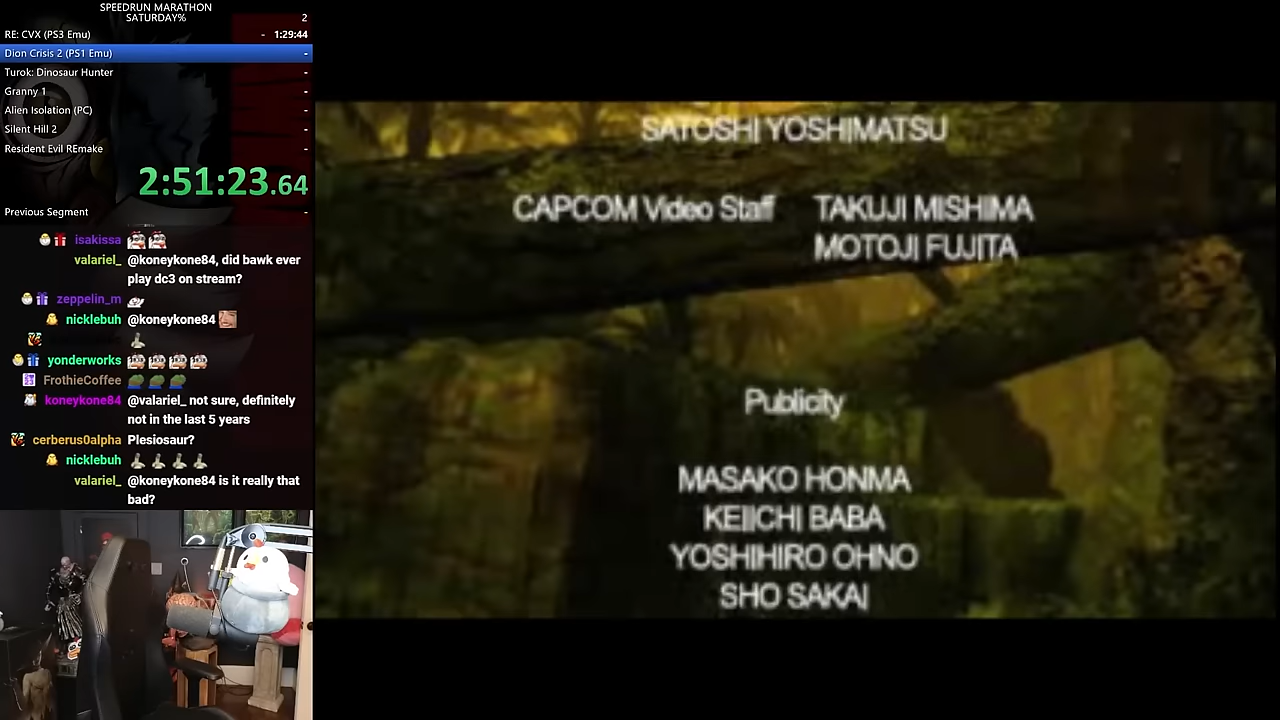 SPEEDRUN MARATHON
SATURDAY%
2
RE: CVX (PS3 Emu) - 1:29:44
Dion Crisis 2 (PS1 Emu) -
Turok: Dinosaur Hunter -
Granny 1 -
Alien Isolation (PC) -
Silent Hill 2 -
Resident Evil REmake -
2:51:23.64
Previous Segment -
isakissa
valariel_ @koneykone84, did bawk ever
play dc3 on stream?
zeppelin_m
nicklebuh @koneykone84
yonderworks
FrothieCoffee
koneykone84 @valariel_ not sure, definitely
not in the last 5 years
cerberus0alpha Plesiosaur?
nicklebuh
valariel_ @koneykone84 is it really that
bad?
SATOSHI YOSHIMATSU
CAPCOM Video Staff TAKUJI MISHIMA
MOTOJI FUJITA
Publicity
MASAKO HONMA
KEIICHI BABA
YOSHIHIRO OHNO
SHO SAKAI